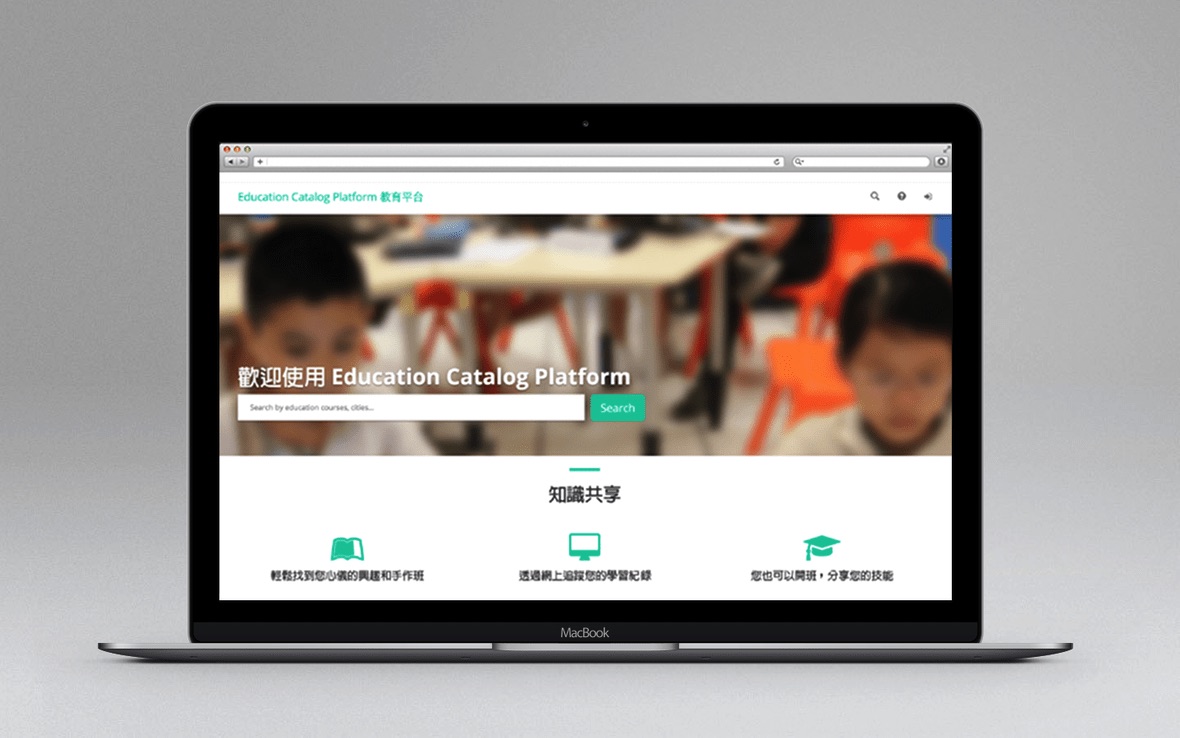 Education Catalog Platform 教育平台
歡迎使用 Education Catalog Platform
Search by education courses, cities...
Search
知識共享
輕鬆找到您心儀的興趣和手作班
透過網上追蹤您的學習紀錄
您也可以開班，分享您的技能
MacBook